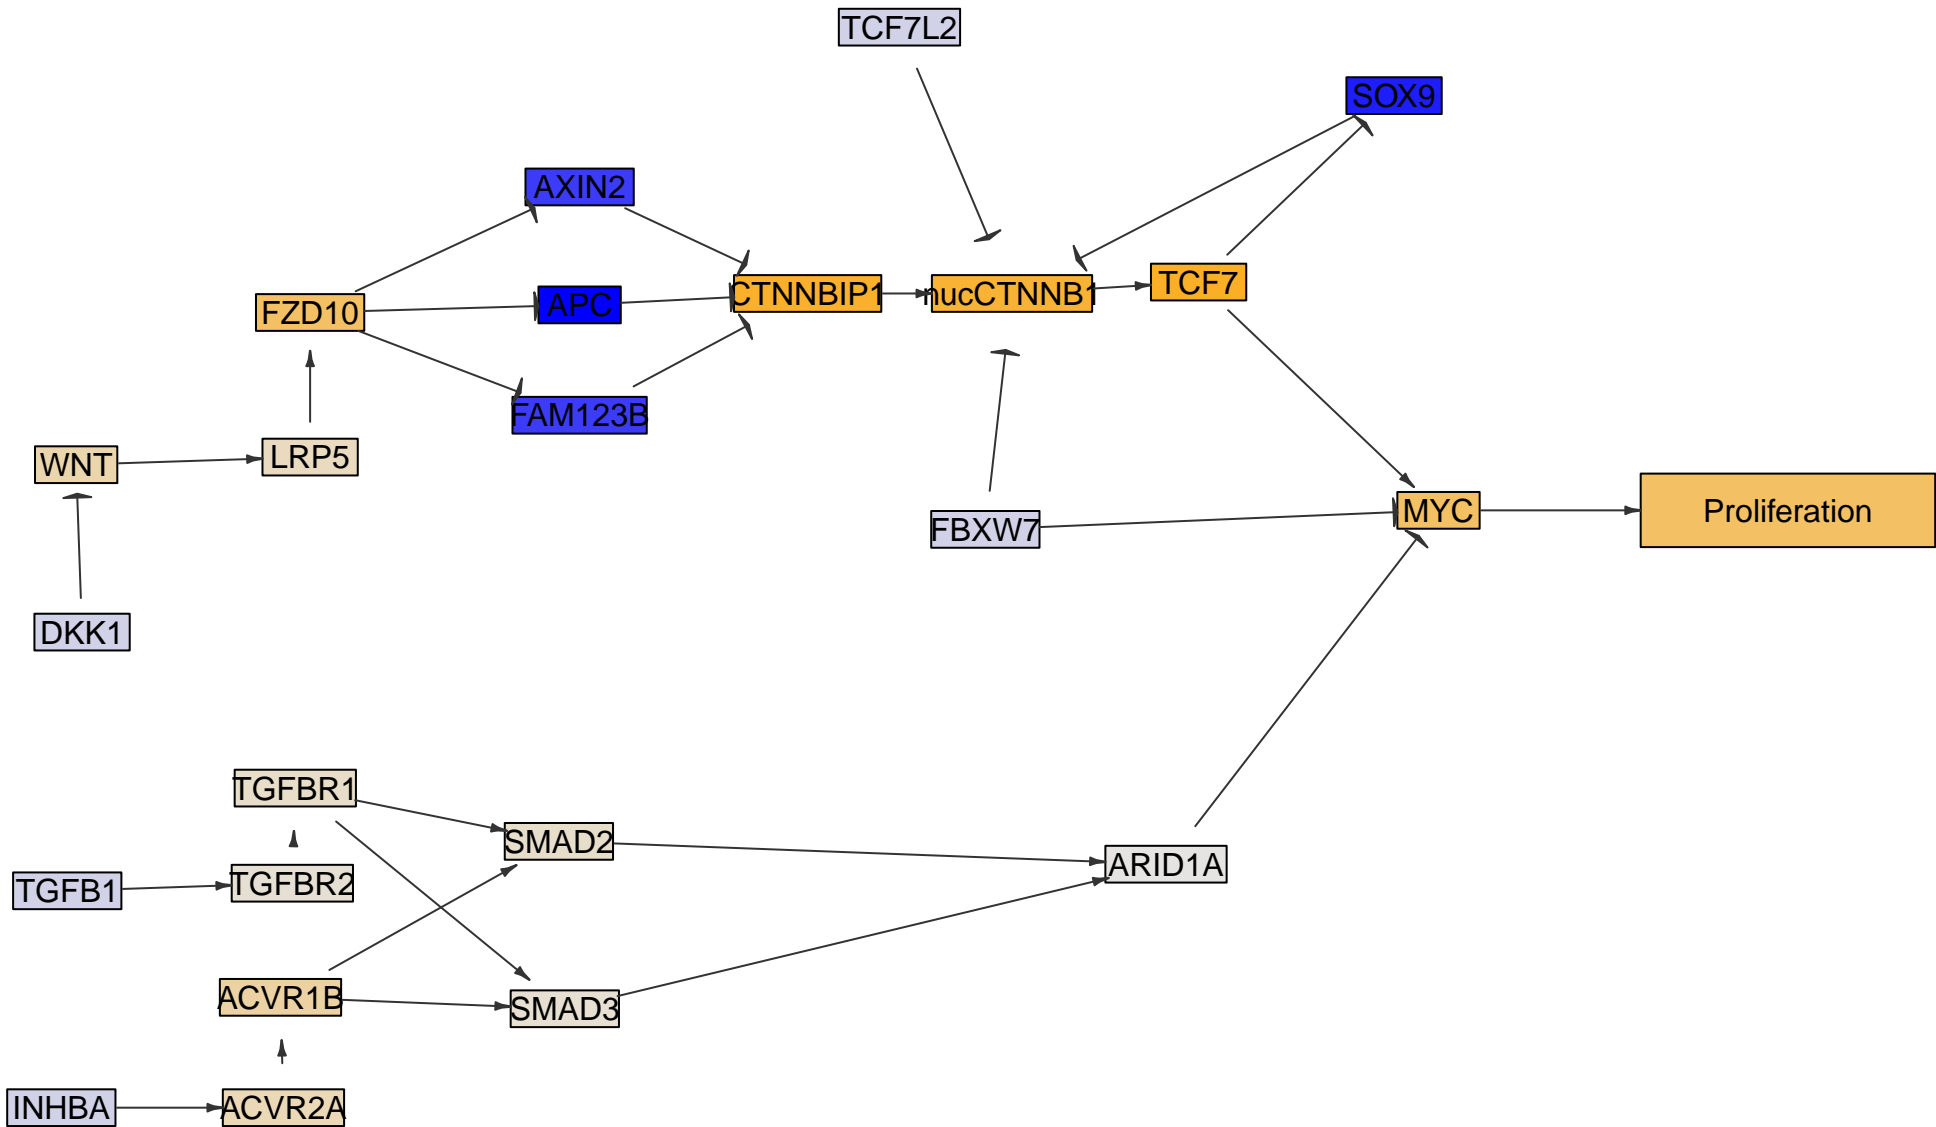 TCF7L2
SOX9
AXIN2
FZD10
APC
CTNNBIP1
nucCTNNB1
TCF7
FAM123B
WNT
LRP5
FBXW7
MYC
Proliferation
DKK1
TGFBR1
SMAD2
ARID1A
TGFB1
TGFBR2
ACVR1B
SMAD3
INHBA
ACVR2A